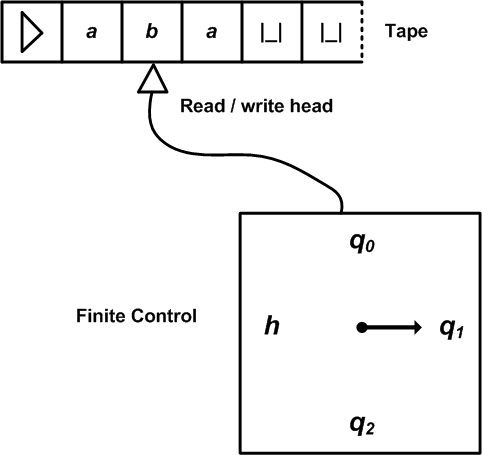 a b a |_| |_| Tape
Read / write head
q0
Finite Control
h q1
q2